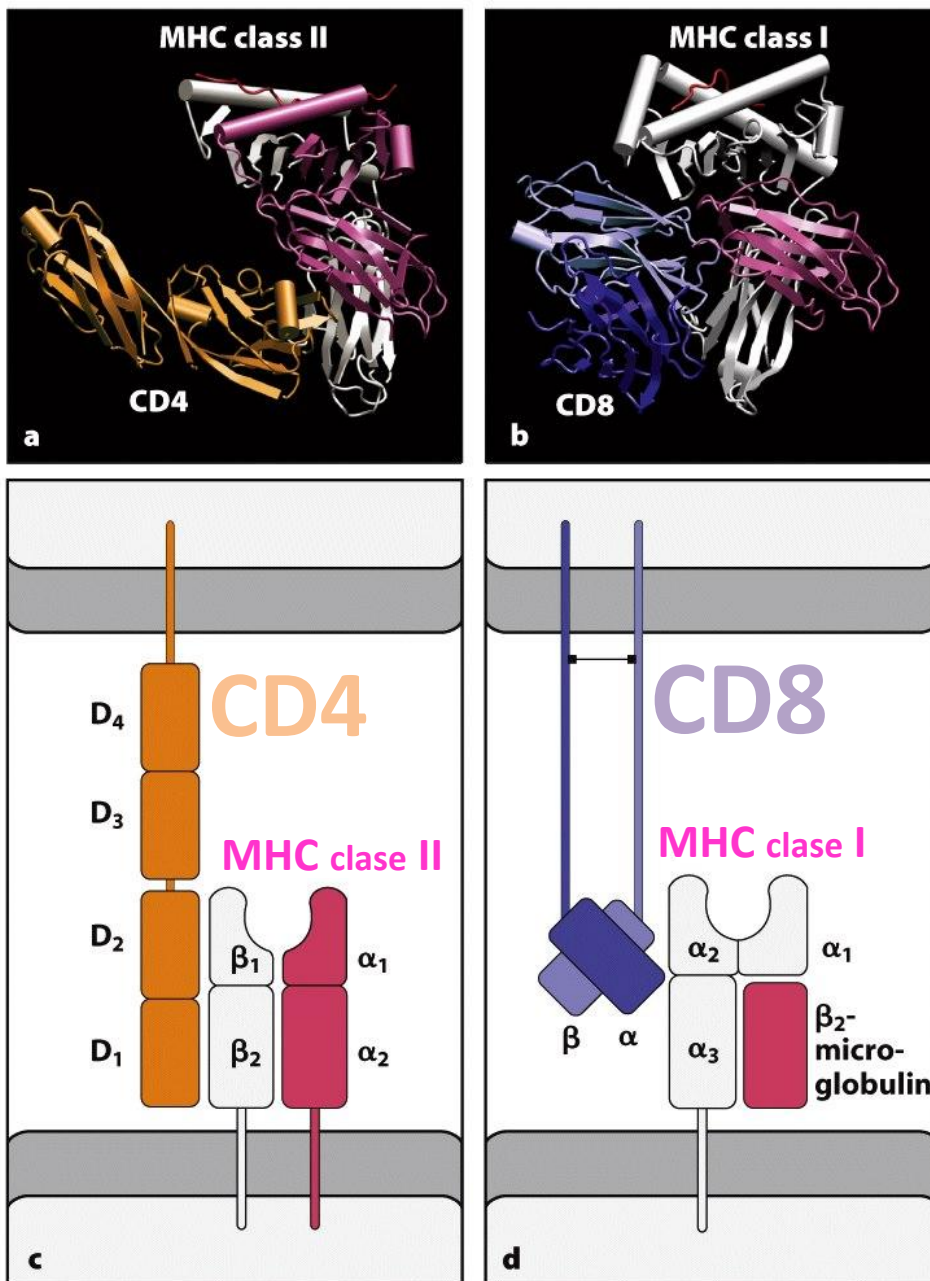 MHC class II
CD4
a
MHC class I
CD8
b
CD4
D₄
D₃
MHC clase II
D₂
β₁
α₁
D₁
β₂
α₂
c
CD8
MHC clase I
α₂
α₁
β
α
α₃
β₂-
micro-
globulin
d